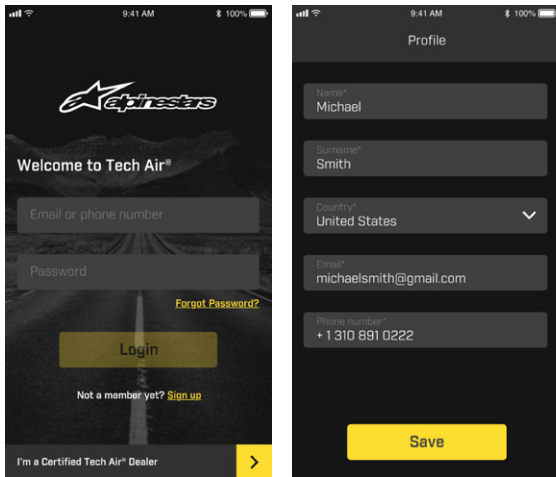 9:41 AM
100%
alpinestars
Welcome to Tech Air®
Email or phone number
Password
Forgot Password?
Login
Not a member yet? Sign up
I'm a Certified Tech Air® Dealer
9:41 AM
100%
Profile
Name*
Michael
Surname*
Smith
Country*
United States
Email*
michaelsmith@gmail.com
Phone number*
+ 1 310 891 0222
Save